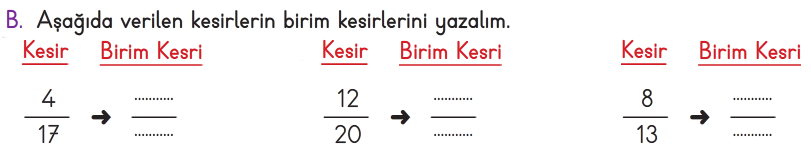 B. Aşağıda verilen kesirlerin birim kesirlerini yazalım.
Kesir Birim Kesri Kesir Birim Kesri Kesir Birim Kesri
4 ........... 12 ........... 8 ...........
➜ ➜ ➜
17 ........... 20 ........... 13 ...........